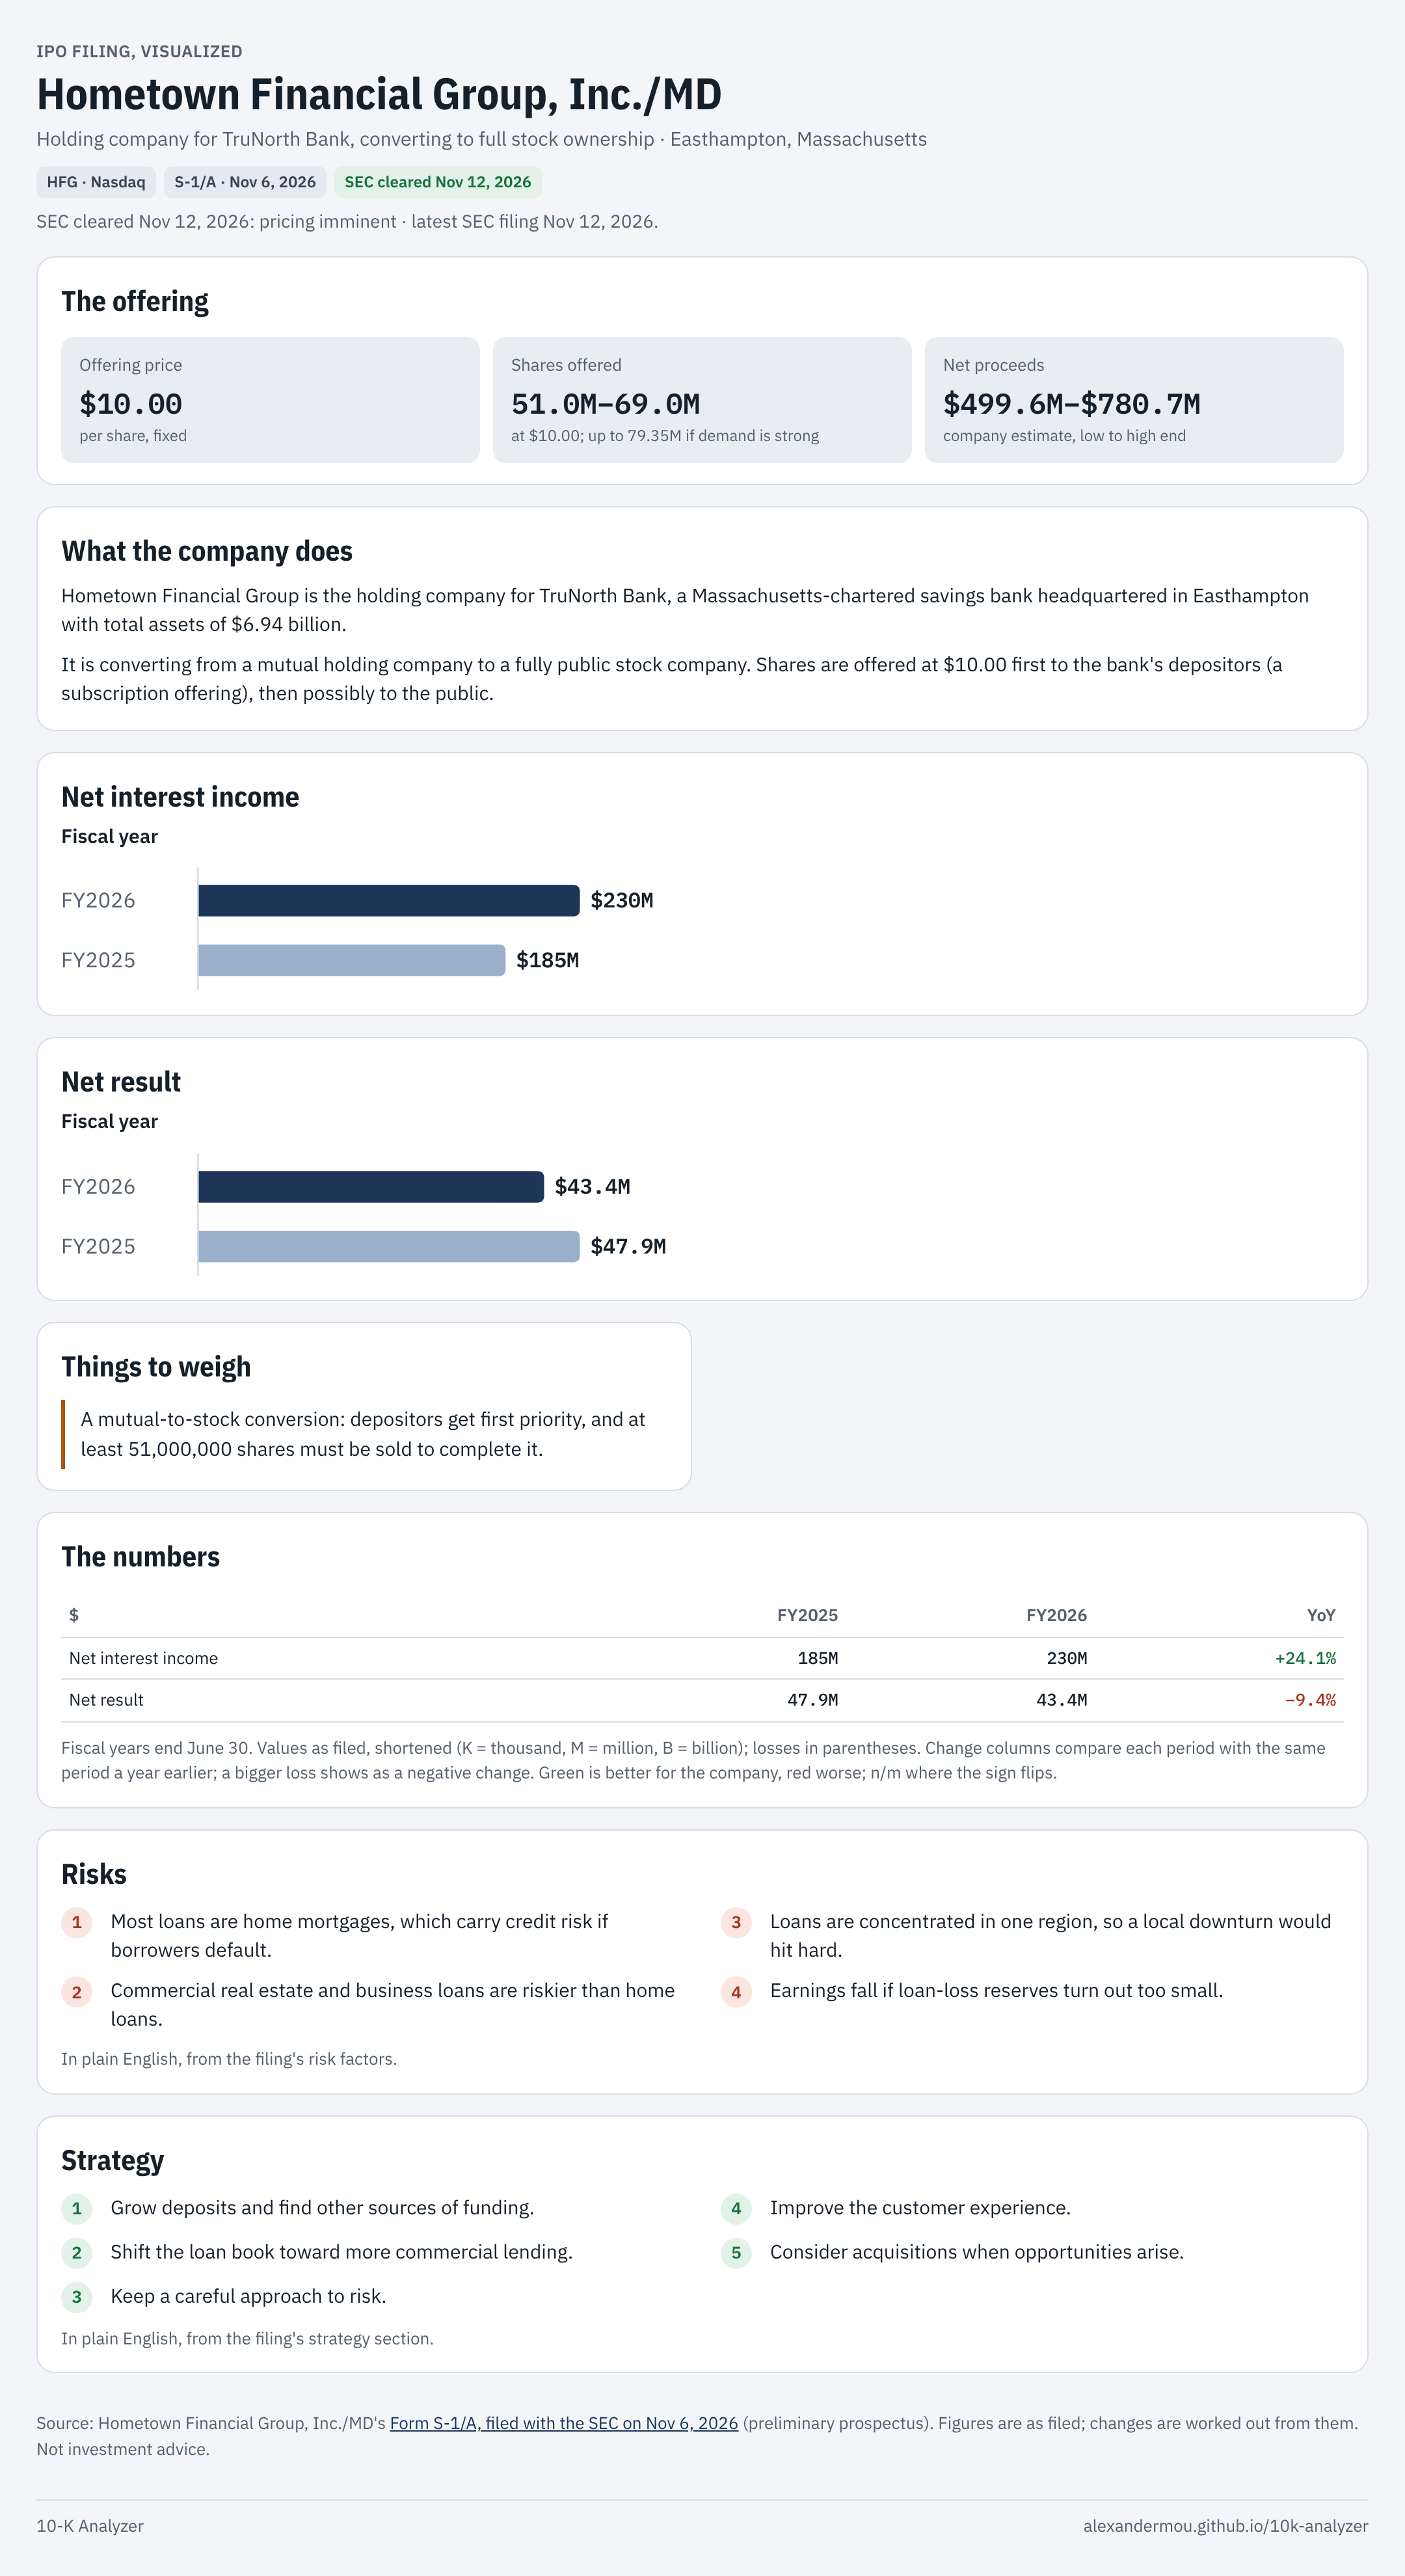 IPO FILING, VISUALIZED
Hometown Financial Group, Inc./MD
Holding company for TruNorth Bank, converting to full stock ownership · Easthampton, Massachusetts
HFG · Nasdaq
S-1/A · Nov 6, 2026
SEC cleared Nov 12, 2026
SEC cleared Nov 12, 2026: pricing imminent · latest SEC filing Nov 12, 2026.
The offering
Offering price
$10.00
per share, fixed
Shares offered
51.0M–69.0M
at $10.00; up to 79.35M if demand is strong
Net proceeds
$499.6M–$780.7M
company estimate, low to high end
What the company does
Hometown Financial Group is the holding company for TruNorth Bank, a Massachusetts-chartered savings bank headquartered in Easthampton
with total assets of $6.94 billion.
It is converting from a mutual holding company to a fully public stock company. Shares are offered at $10.00 first to the bank's depositors (a
subscription offering), then possibly to the public.
Net interest income
Fiscal year
FY2026 $230M
FY2025 $185M
Net result
Fiscal year
FY2026 $43.4M
FY2025 $47.9M
Things to weigh
A mutual-to-stock conversion: depositors get first priority, and at
least 51,000,000 shares must be sold to complete it.
The numbers
$ FY2025 FY2026 YoY
Net interest income 185M 230M +24.1%
Net result 47.9M 43.4M −9.4%
Fiscal years end June 30. Values as filed, shortened (K = thousand, M = million, B = billion); losses in parentheses. Change columns compare each period with the same
period a year earlier; a bigger loss shows as a negative change. Green is better for the company, red worse; n/m where the sign flips.
Risks
1 Most loans are home mortgages, which carry credit risk if
borrowers default.
2 Commercial real estate and business loans are riskier than home
loans.
3 Loans are concentrated in one region, so a local downturn would
hit hard.
4 Earnings fall if loan-loss reserves turn out too small.
In plain English, from the filing's risk factors.
Strategy
1 Grow deposits and find other sources of funding.
2 Shift the loan book toward more commercial lending.
3 Keep a careful approach to risk.
4 Improve the customer experience.
5 Consider acquisitions when opportunities arise.
In plain English, from the filing's strategy section.
Source: Hometown Financial Group, Inc./MD's Form S-1/A, filed with the SEC on Nov 6, 2026 (preliminary prospectus). Figures are as filed; changes are worked out from them.
Not investment advice.
10-K Analyzer
alexandermou.github.io/10k-analyzer